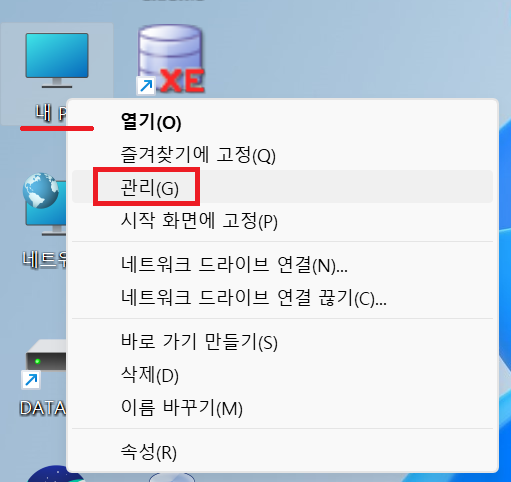 XE
내 P
열기(O)
즐겨찾기에 고정(Q)
관리(G)
시작 화면에 고정(P)
네트워크 드라이브 연결(N)...
네트워크 드라이브 연결 끊기(C)...
네트워
바로 가기 만들기(S)
삭제(D)
DATA
이름 바꾸기(M)
속성(R)